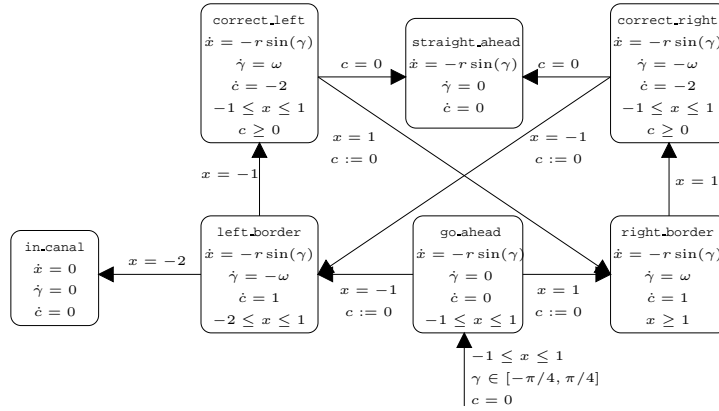 correct_left
ẋ = −r sin(γ)
γ̇ = ω
ċ = −2
−1 ≤ x ≤ 1
c ≥ 0
c = 0
straight_ahead
ẋ = −r sin(γ)
γ̇ = 0
ċ = 0
c = 0
correct_right
ẋ = −r sin(γ)
γ̇ = −ω
ċ = −2
−1 ≤ x ≤ 1
c ≥ 0
x = 1
c := 0
x = −1
c := 0
x = −1
x = 1
in_canal
ẋ = 0
γ̇ = 0
ċ = 0
x = −2
left_border
ẋ = −r sin(γ)
γ̇ = −ω
ċ = 1
−2 ≤ x ≤ 1
x = −1
c := 0
go_ahead
ẋ = −r sin(γ)
γ̇ = 0
ċ = 0
−1 ≤ x ≤ 1
x = 1
c := 0
right_border
ẋ = −r sin(γ)
γ̇ = ω
ċ = 1
x ≥ 1
−1 ≤ x ≤ 1
γ ∈ [−π/4, π/4]
c = 0